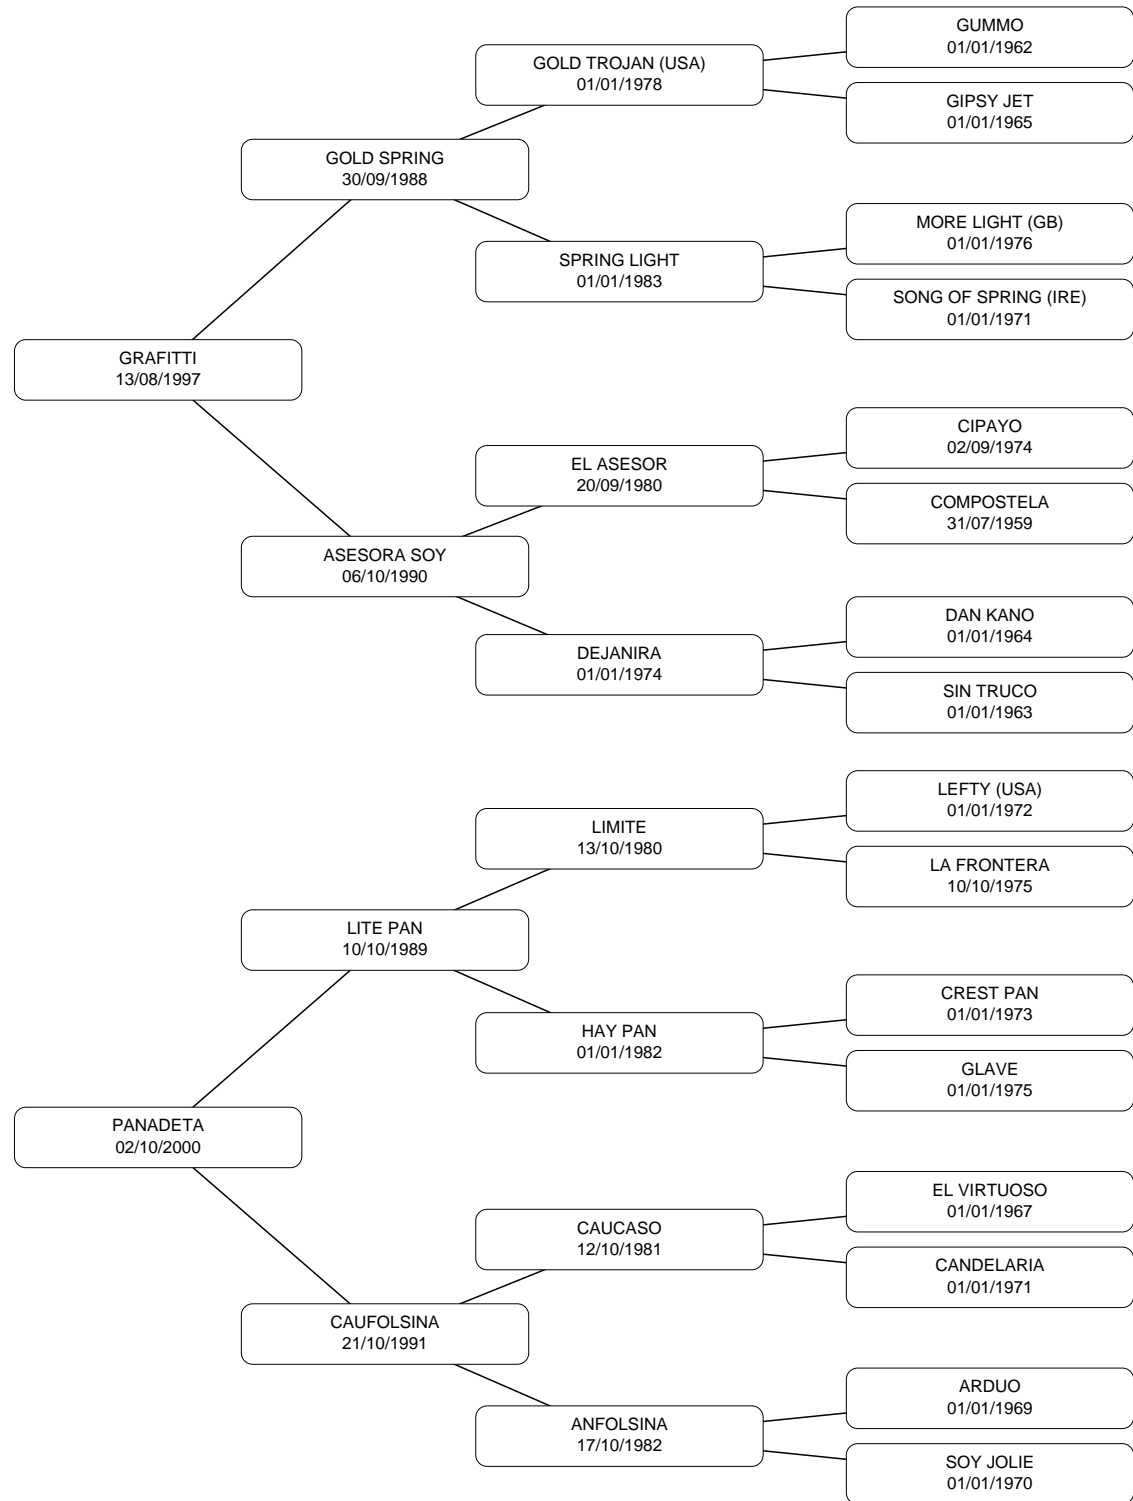 GUMMO
01/01/1962
GOLD TROJAN (USA)
01/01/1978
GIPSY JET
01/01/1965
GOLD SPRING
30/09/1988
MORE LIGHT (GB)
01/01/1976
SPRING LIGHT
01/01/1983
SONG OF SPRING (IRE)
01/01/1971
GRAFITTI
13/08/1997
CIPAYO
02/09/1974
EL ASESOR
20/09/1980
COMPOSTELA
31/07/1959
ASESORA SOY
06/10/1990
DAN KANO
01/01/1964
DEJANIRA
01/01/1974
SIN TRUCO
01/01/1963
LEFTY (USA)
01/01/1972
LIMITE
13/10/1980
LA FRONTERA
10/10/1975
LITE PAN
10/10/1989
CREST PAN
01/01/1973
HAY PAN
01/01/1982
GLAVE
01/01/1975
PANADETA
02/10/2000
EL VIRTUOSO
01/01/1967
CAUCASO
12/10/1981
CANDELARIA
01/01/1971
CAUFOLSINA
21/10/1991
ARDUO
01/01/1969
ANFOLSINA
17/10/1982
SOY JOLIE
01/01/1970